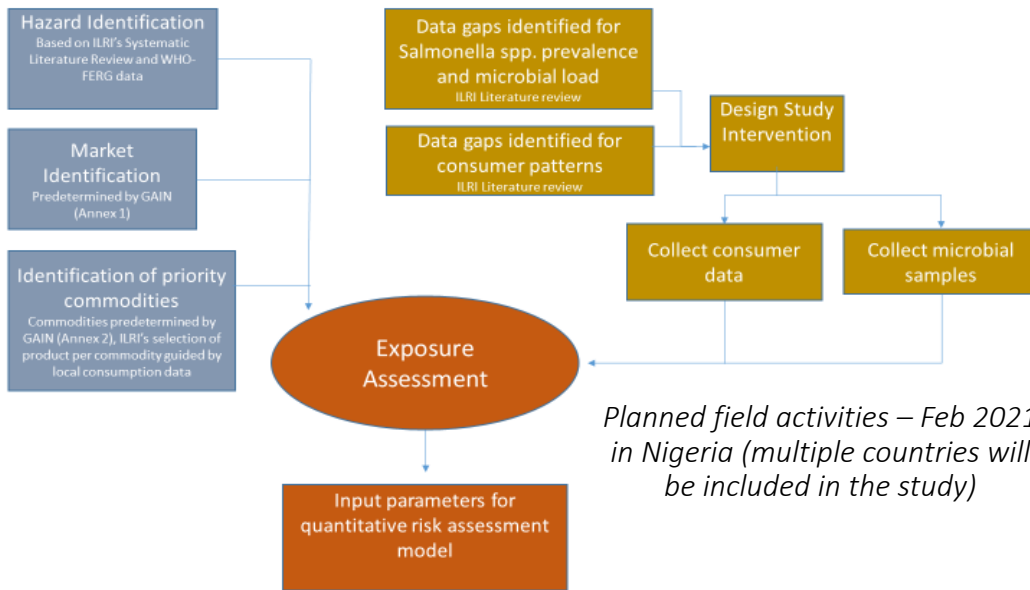 Hazard Identification
Based on ILRI's Systematic
Literature Review and WHO-
FERG data
Market
Identification
Predetermined by GAIN
(Annex 1)
Identification of priority
commodities
Commodities predetermined by
GAIN (Annex 2), ILRI's selection of
product per commodity guided by
local consumption data
Data gaps identified for
Salmonella spp. prevalence
and microbial load
ILRI Literature review
Data gaps identified for
consumer patterns
ILRI Literature review
Design Study
Intervention
Collect consumer
data
Collect microbial
samples
Exposure
Assessment
Planned field activities – Feb 2021
in Nigeria (multiple countries will
be included in the study)
Input parameters for
quantitative risk assessment
model